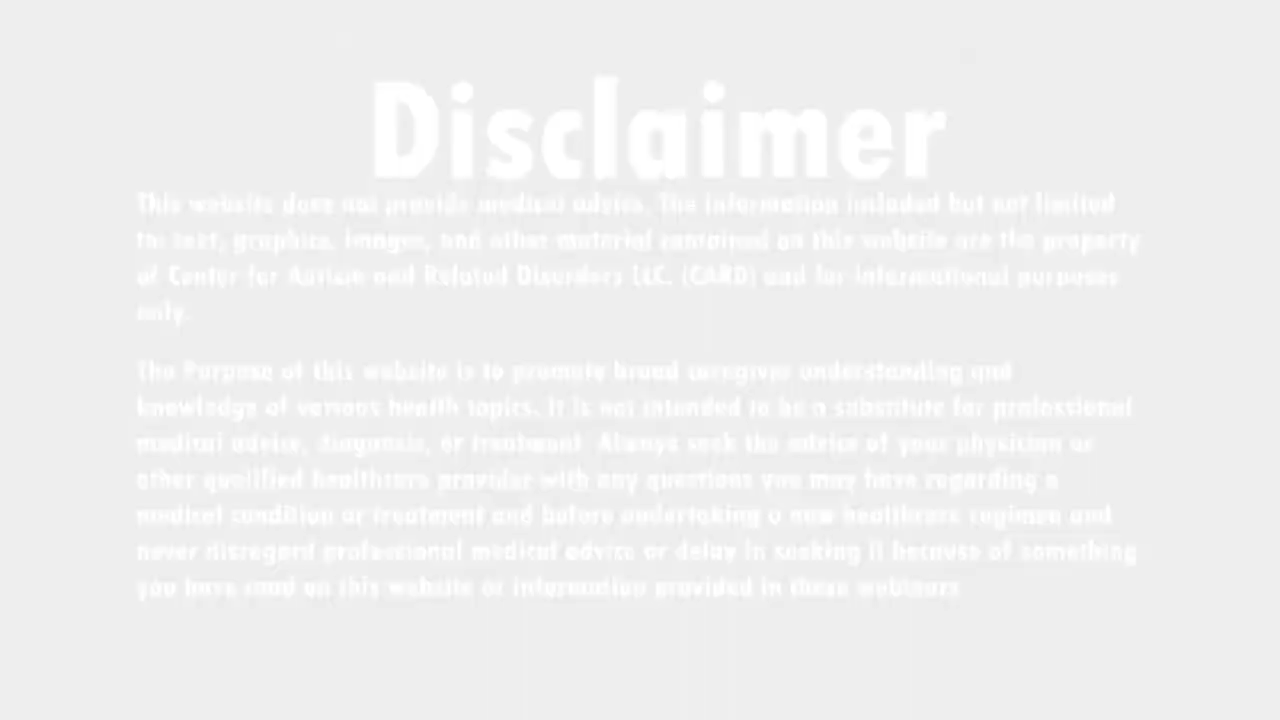 Disclaimer
This website does not provide medical advice. The information included but not limited
to: text, graphics, images, and other material contained on this website are the property
of Center for Autism and Related Disorders LLC. (CARD) and for informational purposes
only.
The Purpose of this website is to promote broad caregiver understanding and
knowledge of various health topics. It is not intended to be a substitute for professional
medical advice, diagnosis, or treatment. Always seek the advice of your physician or
other qualified healthcare provider with any questions you may have regarding a
medical condition or treatment and before undertaking a new healthcare regimen and
never disregard professional medical advice or delay in seeking it because of something
you have read on this website or information provided in these webinars